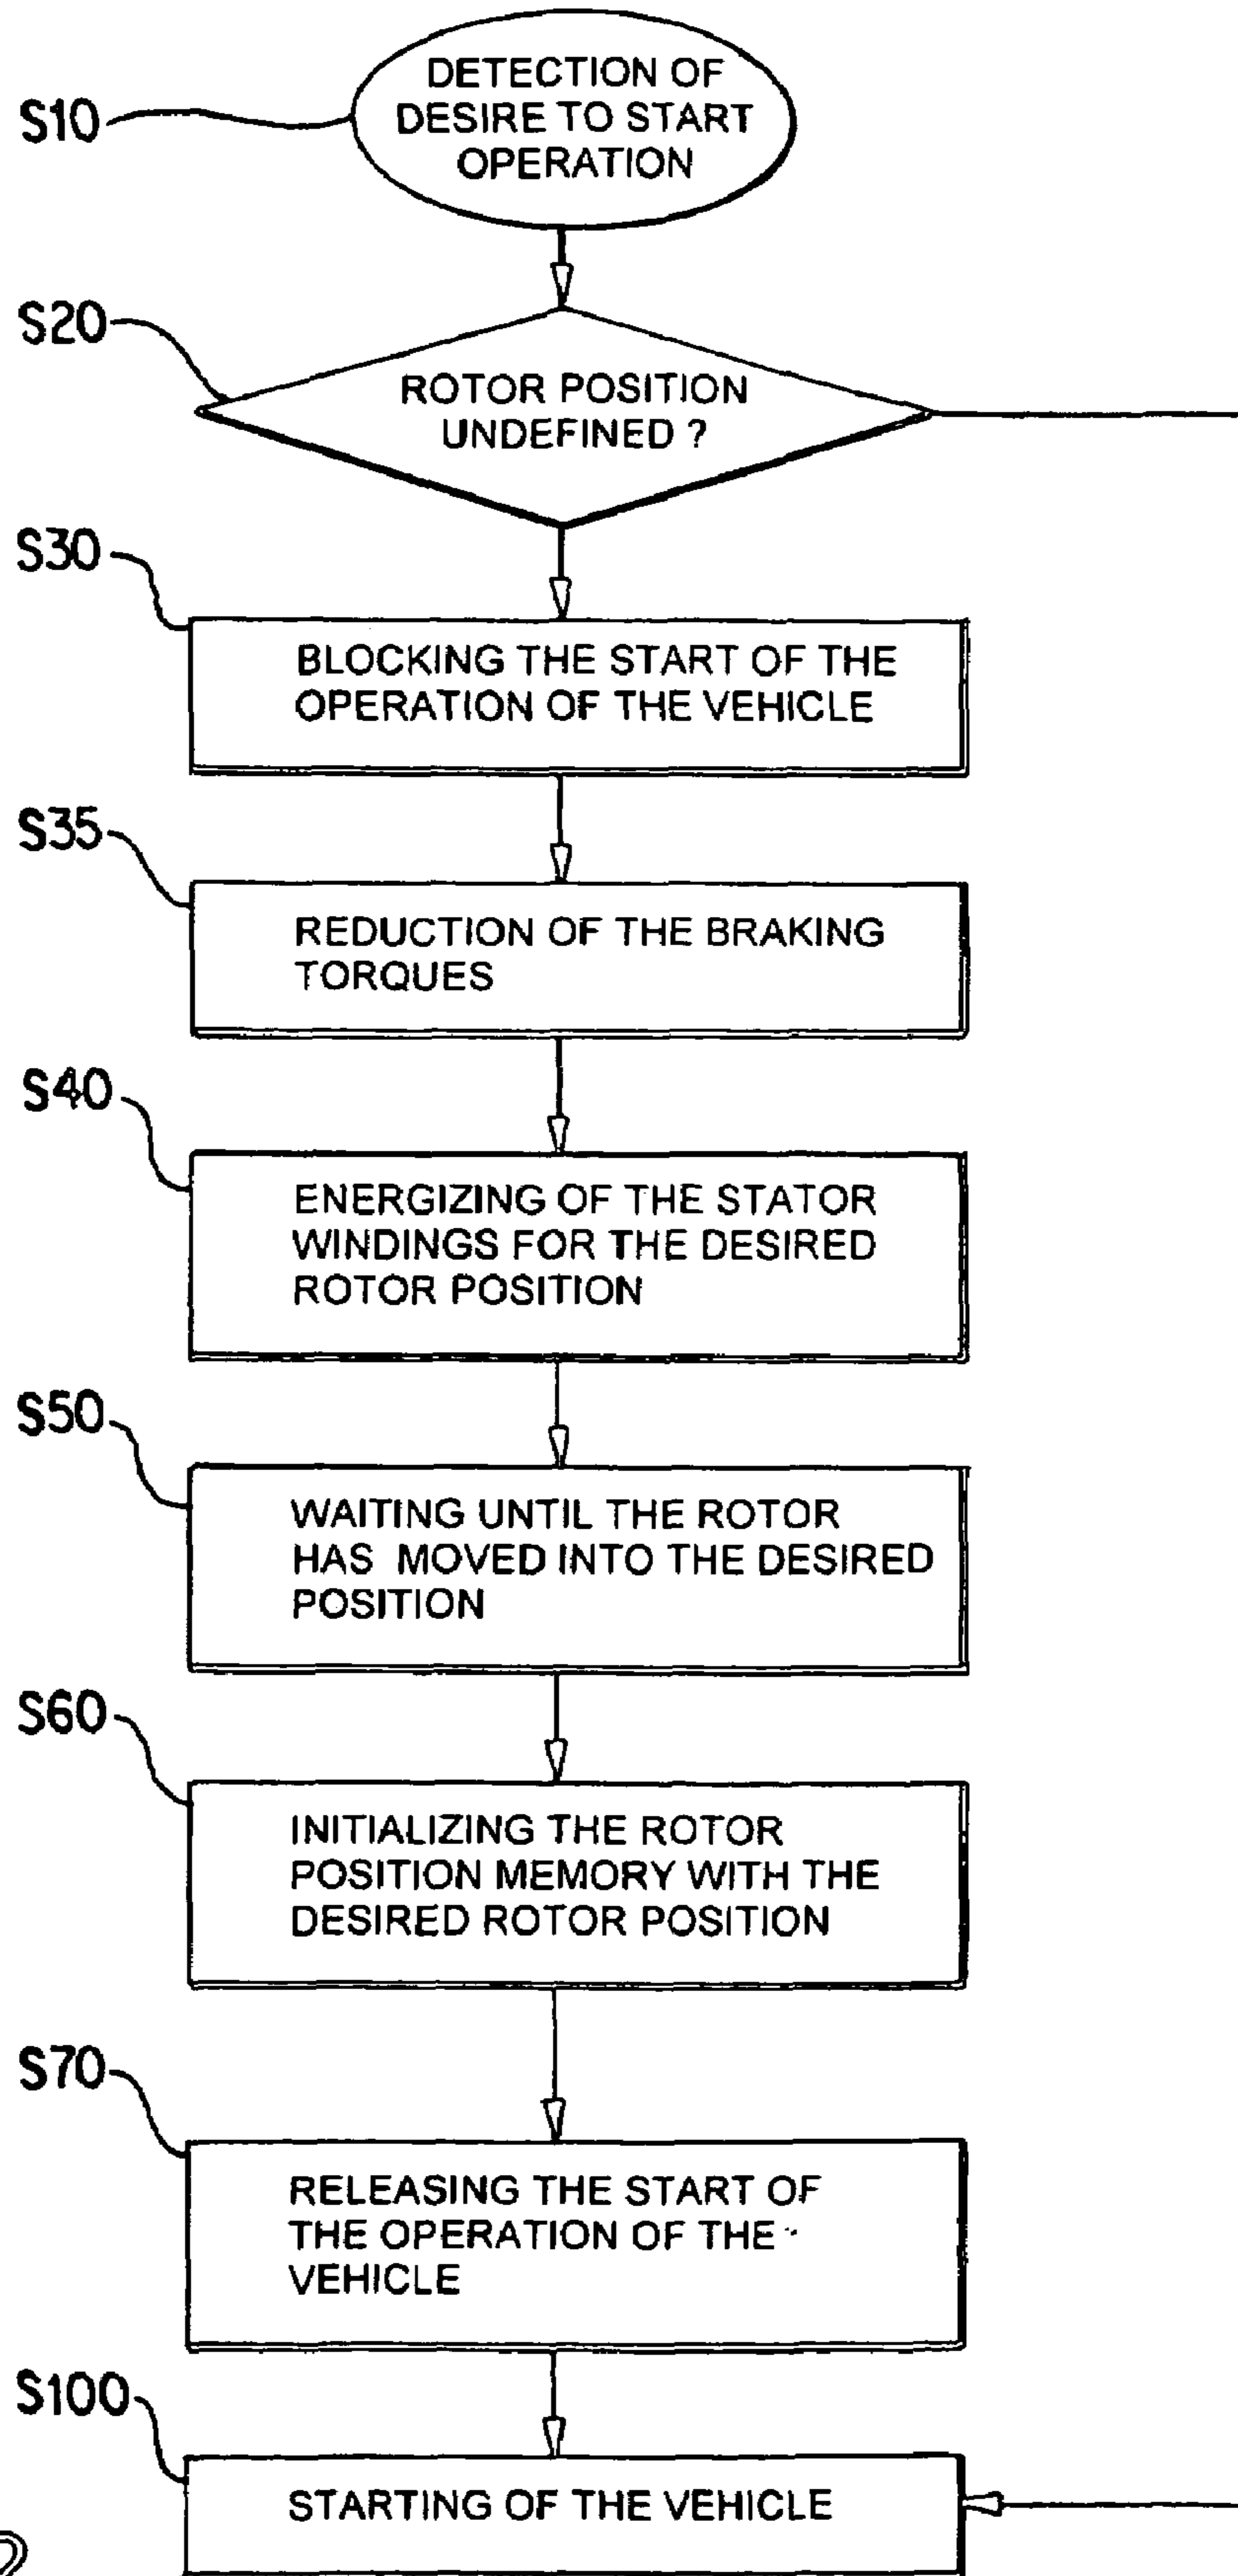 S10
DETECTION OF
DESIRE TO START
OPERATION
S20
ROTOR POSITION
UNDEFINED ?
S30
BLOCKING THE START OF THE
OPERATION OF THE VEHICLE
S35
REDUCTION OF THE BRAKING
TORQUES
S40
ENERGIZING OF THE STATOR
WINDINGS FOR THE DESIRED
ROTOR POSITION
S50
WAITING UNTIL THE ROTOR
HAS MOVED INTO THE DESIRED
POSITION
S60
INITIALIZING THE ROTOR
POSITION MEMORY WITH THE
DESIRED ROTOR POSITION
S70
RELEASING THE START OF
THE OPERATION OF THE
VEHICLE
S100
STARTING OF THE VEHICLE